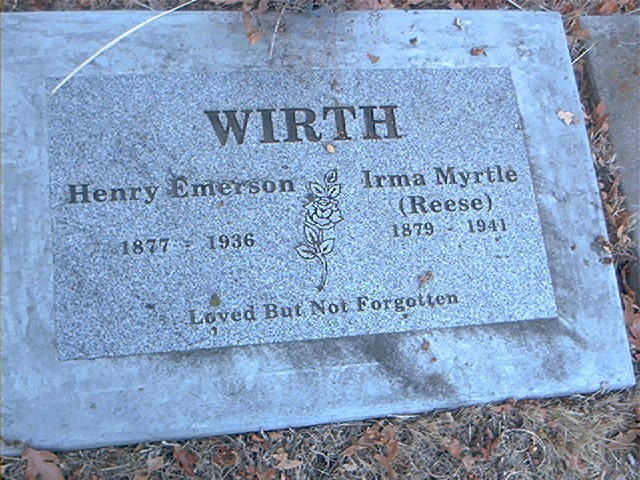 WIRTH
Henry Emerson
1877 - 1936
Irma Myrtle
(Reese)
1879 - 1941
Loved But Not Forgotten